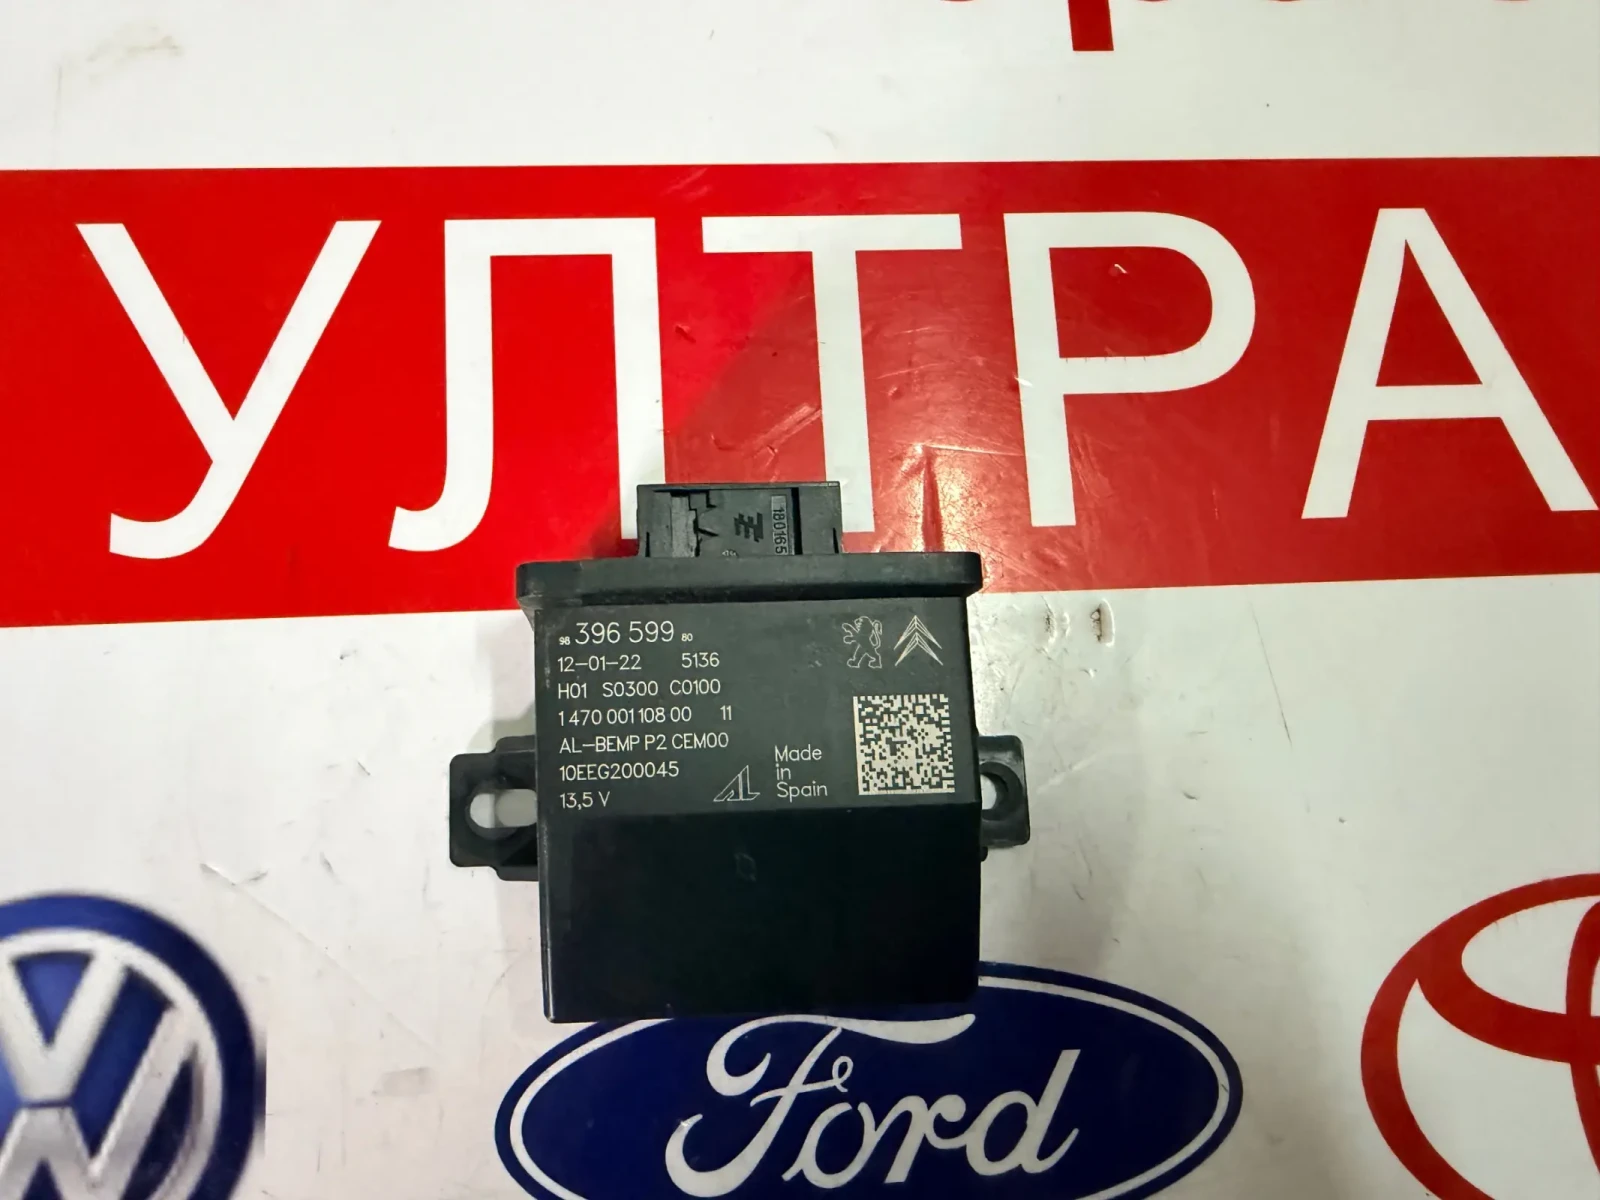 УЛТРА
180165
98 396 599 80
12-01-22 5136
H01 S0300 C0100
1 470 001 108 00 11
AL-BEMP P2 CEM00
10EEG200045
13,5 V
AL
Made
in
Spain
Ford